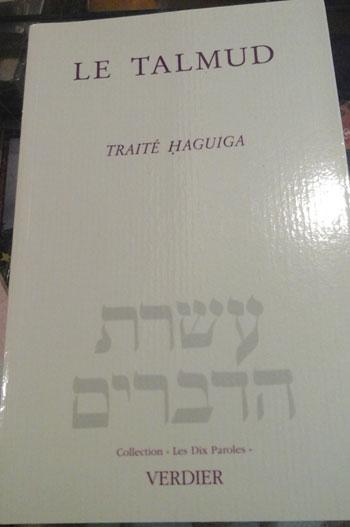 LE TALMUD
TRAITÉ ḤAGUIGA
עשרת
הדברים
Collection « Les Dix Paroles »
VERDIER